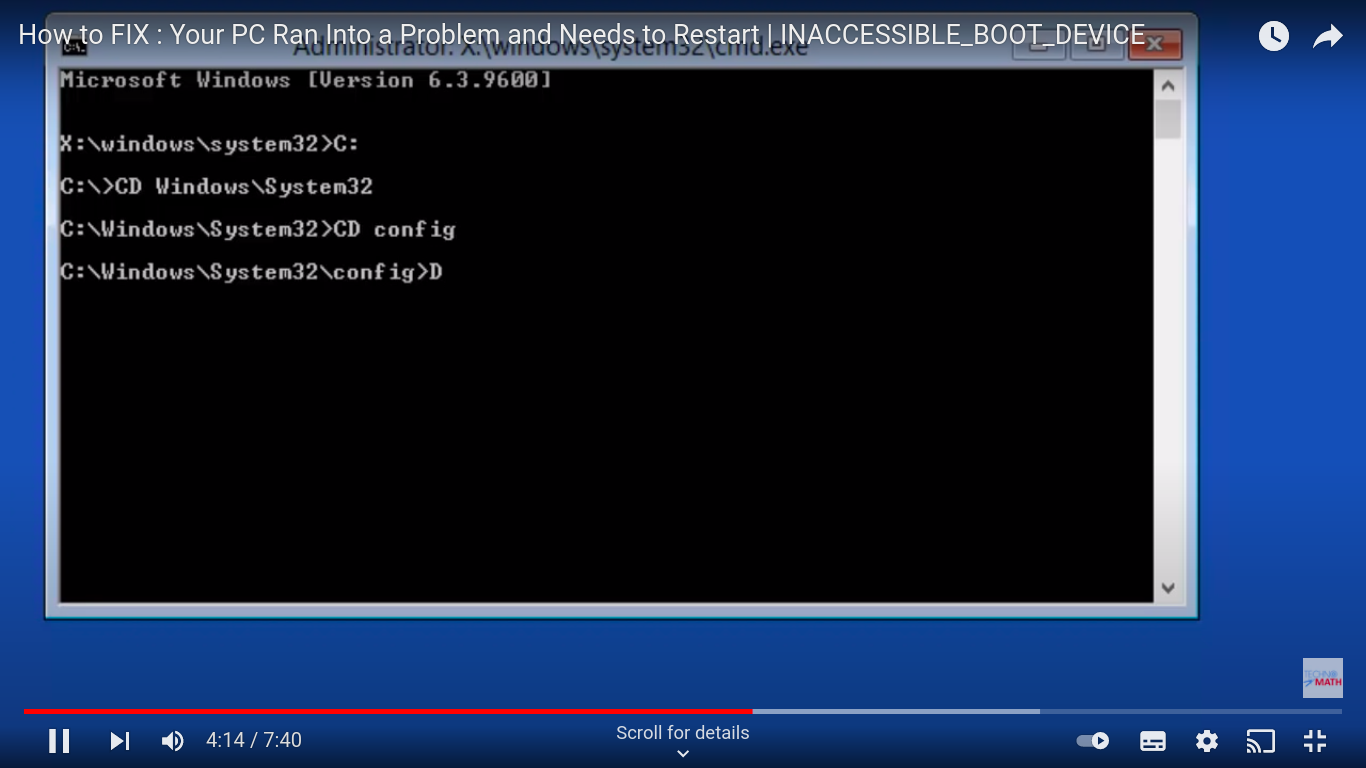 How to FIX : Your PC Ran Into a Problem and Needs to Restart | INACCESSIBLE_BOOT_DEVICE
Administrator: X:\windows\system32\cmd.exe
Microsoft Windows [Version 6.3.9600]
X:\windows\system32>C:
C:\>CD Windows\System32
C:\Windows\System32>CD config
C:\Windows\System32\config>D
MATH
4:14 / 7:40
Scroll for details